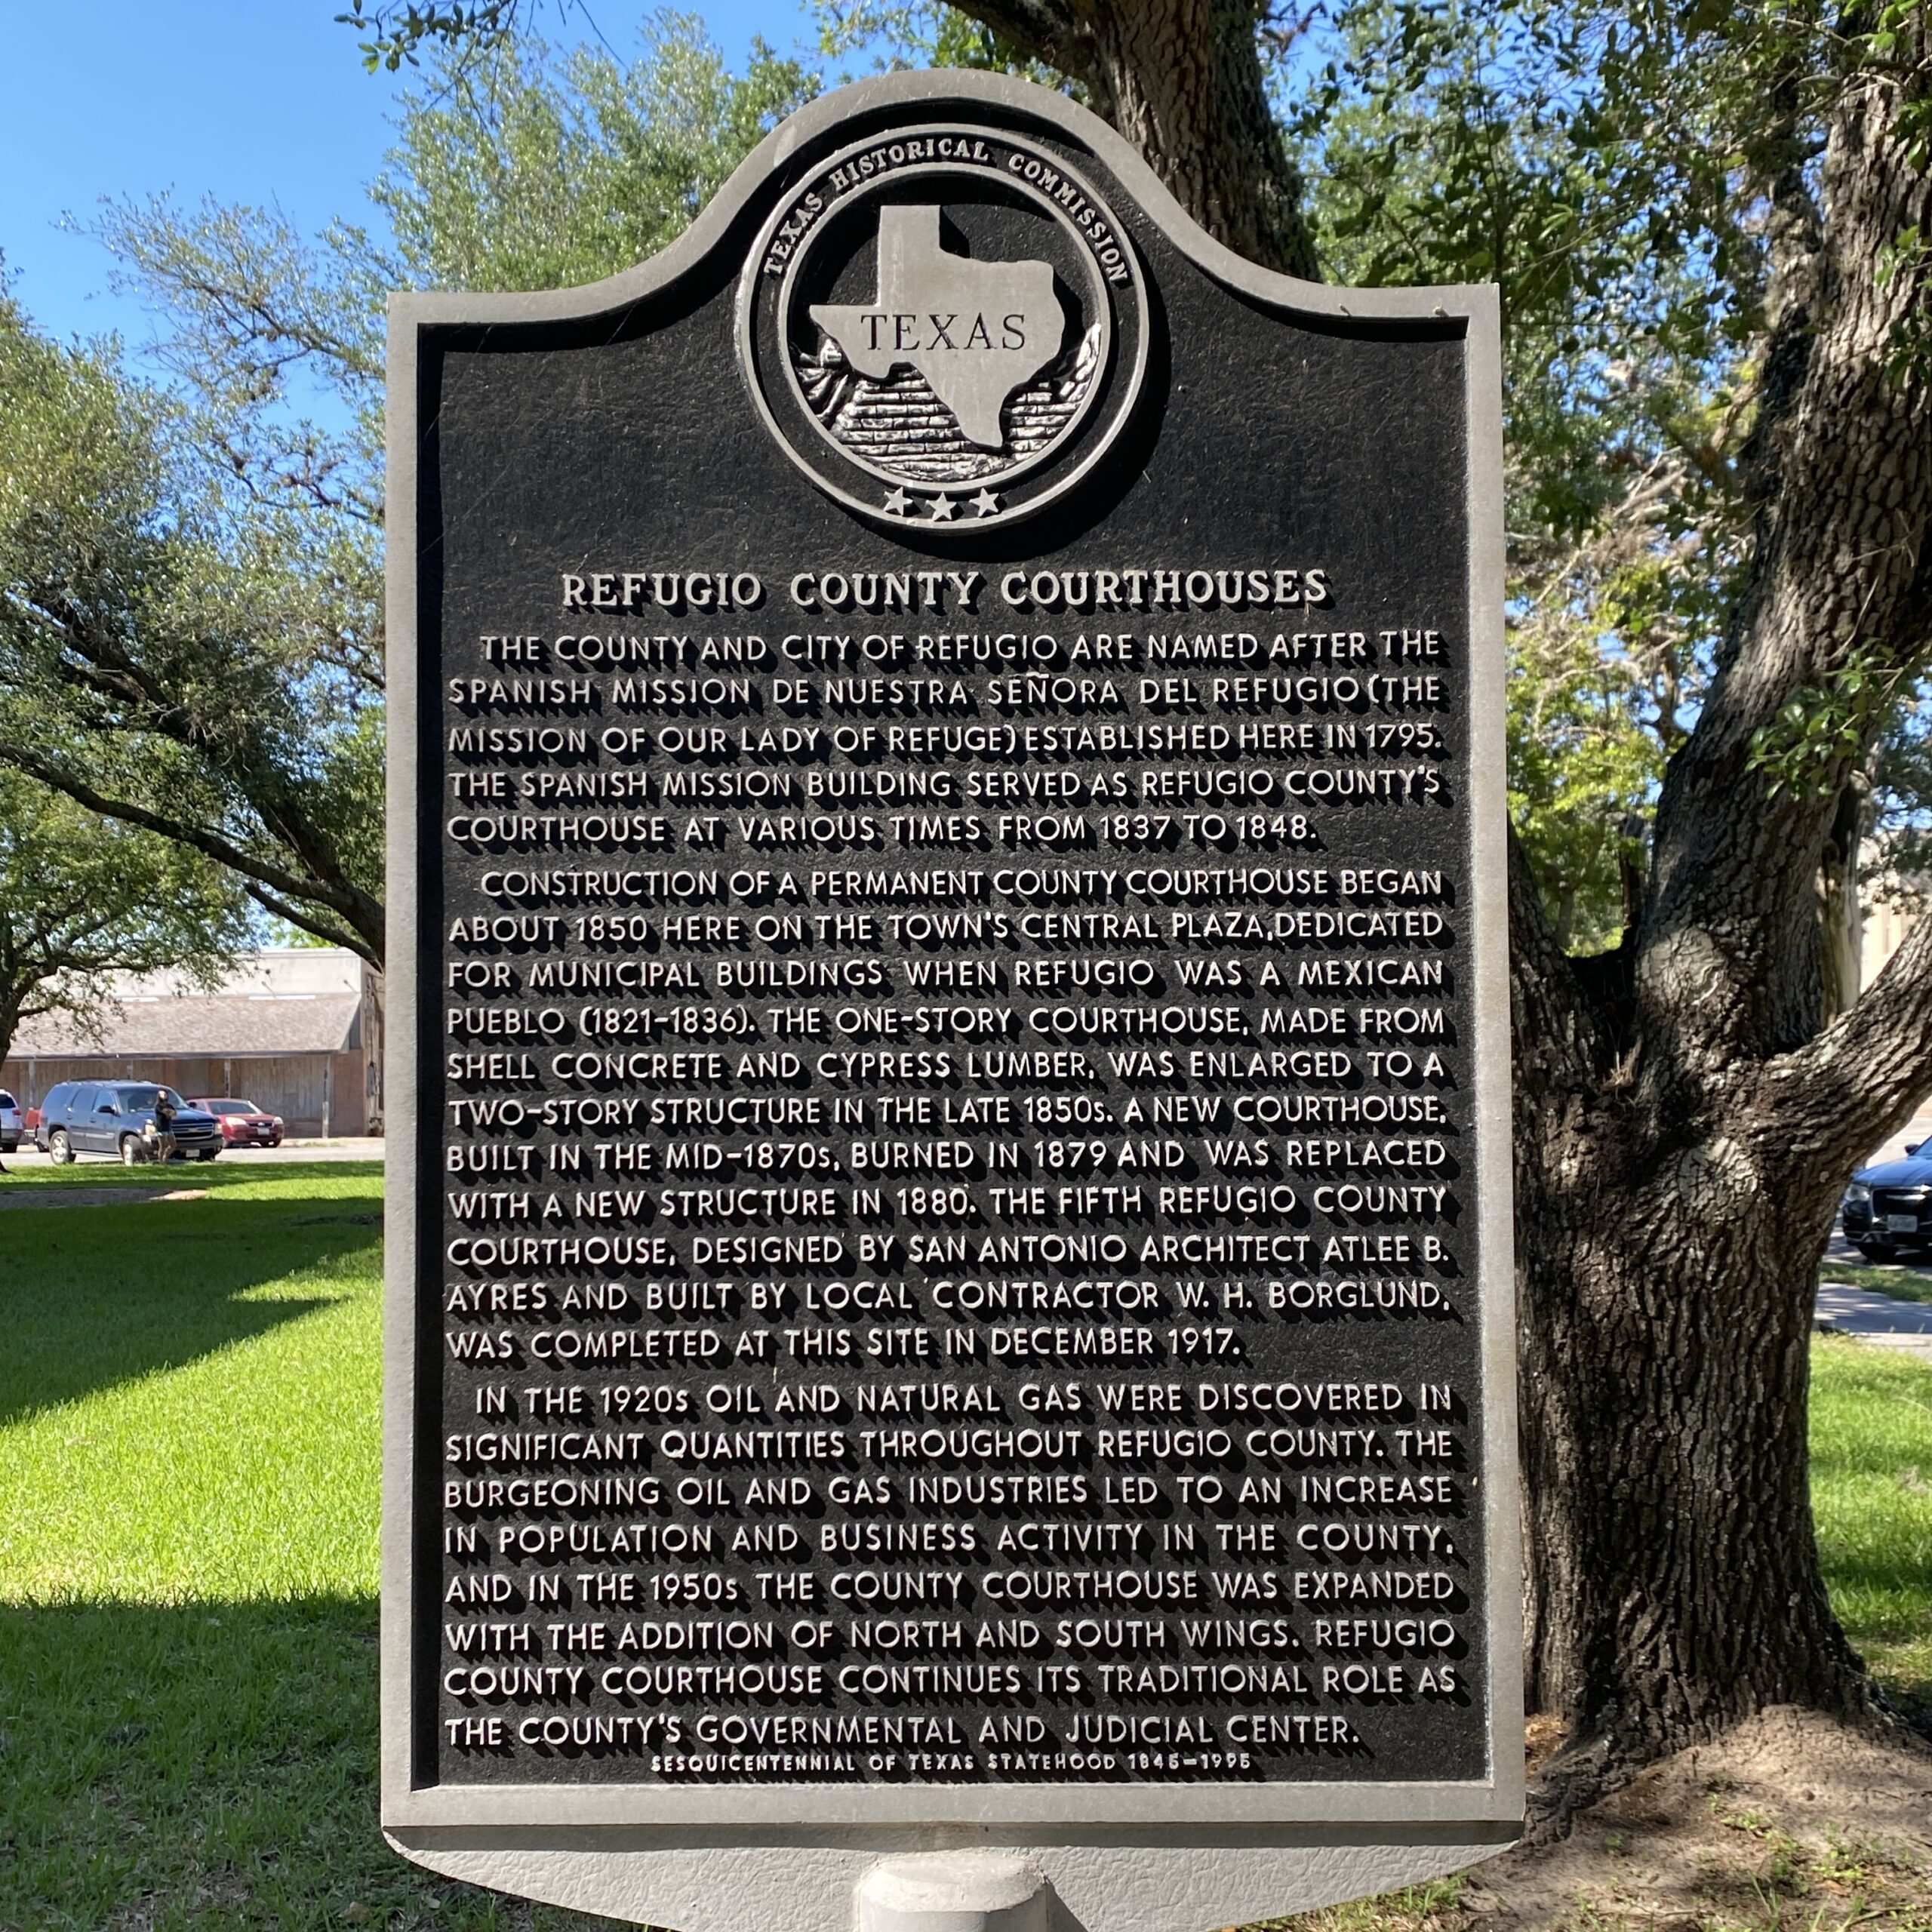 TEXAS HISTORICAL COMMISSION
TEXAS
REFUGIO COUNTY COURTHOUSES
THE COUNTY AND CITY OF REFUGIO ARE NAMED AFTER THE
SPANISH MISSION DE NUESTRA SEÑORA DEL REFUGIO (THE
MISSION OF OUR LADY OF REFUGE) ESTABLISHED HERE IN 1795.
THE SPANISH MISSION BUILDING SERVED AS REFUGIO COUNTY'S
COURTHOUSE AT VARIOUS TIMES FROM 1837 TO 1848.
CONSTRUCTION OF A PERMANENT COUNTY COURTHOUSE BEGAN
ABOUT 1850 HERE ON THE TOWN'S CENTRAL PLAZA, DEDICATED
FOR MUNICIPAL BUILDINGS WHEN REFUGIO WAS A MEXICAN
PUEBLO (1821-1836). THE ONE-STORY COURTHOUSE, MADE FROM
SHELL CONCRETE AND CYPRESS LUMBER, WAS ENLARGED TO A
TWO-STORY STRUCTURE IN THE LATE 1850s. A NEW COURTHOUSE,
BUILT IN THE MID-1870s, BURNED IN 1879 AND WAS REPLACED
WITH A NEW STRUCTURE IN 1880. THE FIFTH REFUGIO COUNTY
COURTHOUSE, DESIGNED BY SAN ANTONIO ARCHITECT ATLEE B.
AYRES AND BUILT BY LOCAL CONTRACTOR W. H. BORGLUND,
WAS COMPLETED AT THIS SITE IN DECEMBER 1917.
IN THE 1920s OIL AND NATURAL GAS WERE DISCOVERED IN
SIGNIFICANT QUANTITIES THROUGHOUT REFUGIO COUNTY. THE
BURGEONING OIL AND GAS INDUSTRIES LED TO AN INCREASE
IN POPULATION AND BUSINESS ACTIVITY IN THE COUNTY,
AND IN THE 1950s THE COUNTY COURTHOUSE WAS EXPANDED
WITH THE ADDITION OF NORTH AND SOUTH WINGS. REFUGIO
COUNTY COURTHOUSE CONTINUES ITS TRADITIONAL ROLE AS
THE COUNTY'S GOVERNMENTAL AND JUDICIAL CENTER.
SESQUICENTENNIAL OF TEXAS STATEHOOD 1845-1995